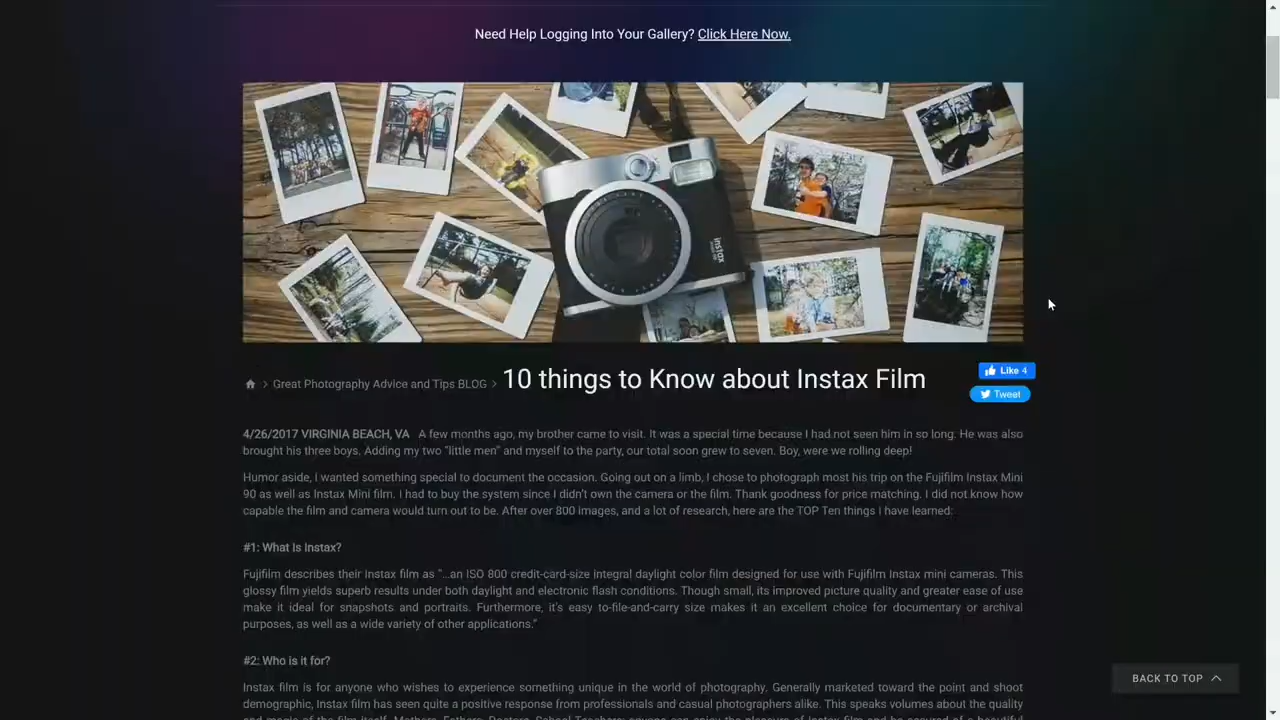 Need Help Logging Into Your Gallery? Click Here Now.
instax
Great Photography Advice and Tips BLOG
10 things to Know about Instax Film
Like 4
Tweet
4/26/2017 VIRGINIA BEACH, VA A few months ago, my brother came to visit. It was a special time because I had not seen him in so long. He was also
brought his three boys. Adding my two "little men" and myself to the party, our total soon grew to seven. Boy, were we rolling deep!
Humor aside, I wanted something special to document the occasion. Going out on a limb, I chose to photograph most his trip on the Fujifilm Instax Mini
90 as well as Instax Mini film. I had to buy the system since I didn't own the camera or the film. Thank goodness for price matching. I did not know how
capable the film and camera would turn out to be. After over 800 images, and a lot of research, here are the TOP Ten things I have learned:
#1: What is Instax?
Fujifilm describes their Instax film as "...an ISO 800 credit-card-size integral daylight color film designed for use with Fujifilm Instax mini cameras. This
glossy film yields superb results under both daylight and electronic flash conditions. Though small, its improved picture quality and greater ease of use
make it ideal for snapshots and portraits. Furthermore, it's easy to-file-and-carry size makes it an excellent choice for documentary or archival
purposes, as well as a wide variety of other applications."
#2: Who is it for?
Instax film is for anyone who wishes to experience something unique in the world of photography. Generally marketed toward the point and shoot
demographic, Instax film has seen quite a positive response from professionals and casual photographers alike. This speaks volumes about the quality
BACK TO TOP